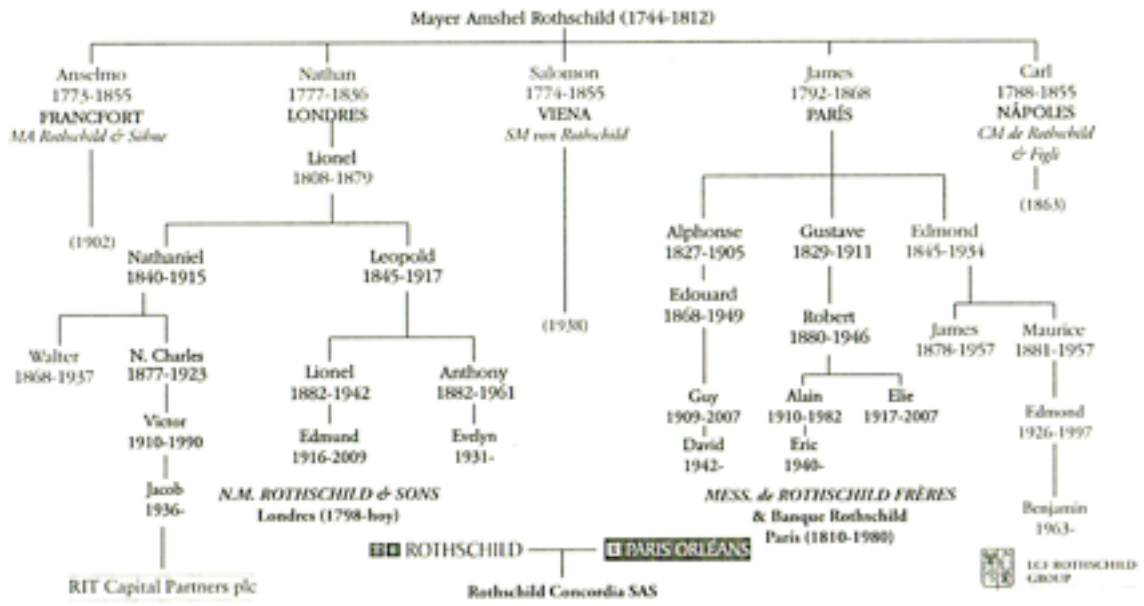 Mayer Amshel Rothschild (1744-1812)
Anselmo
1773-1855
FRANCFORT
MA Rothschild & Söhne
(1902)
Nathan
1777-1836
LONDRES
Salomon
1774-1855
VIENA
SM von Rothschild
(1938)
James
1792-1868
PARÍS
Carl
1788-1855
NÁPOLES
CM de Rothschild
& Figli
(1863)
Lionel
1808-1879
Nathaniel
1840-1915
Leopold
1845-1917
Walter
1868-1937
N. Charles
1877-1923
Victor
1910-1990
Jacob
1936-
RIT Capital Partners plc
Lionel
1882-1942
Edmund
1916-2009
Anthony
1882-1961
Evelyn
1931-
N.M. ROTHSCHILD & SONS
Londres (1798-hoy)
Alphonse
1827-1905
Edouard
1868-1949
Guy
1909-2007
David
1942-
Gustave
1829-1911
Robert
1880-1946
Alain
1910-1982
Eric
1940-
Elie
1917-2007
Edmond
1845-1934
James
1878-1957
Maurice
1881-1957
Edmond
1926-1997
Benjamin
1963-
MESS. de ROTHSCHILD FRÈRES
& Banque Rothschild
París (1810-1980)
ROTHSCHILD
PARIS ORLÉANS
Rothschild Concordia SAS
LCF ROTHSCHILD
GROUP